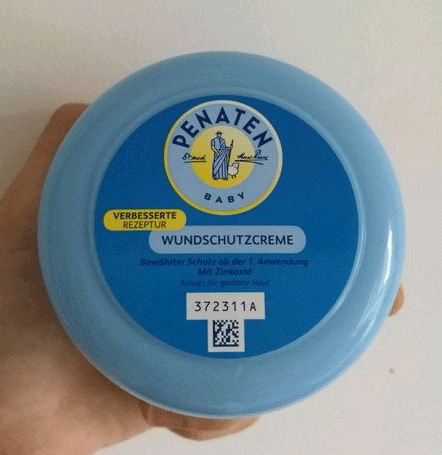 PENATEN
BABY
VERBESSERTE
REZEPTUR
WUNDSCHUTZCREME
Bewährter Schutz ab der 1. Anwendung
Mit Zinkoxid
Schutz für gereizte Haut
372311A